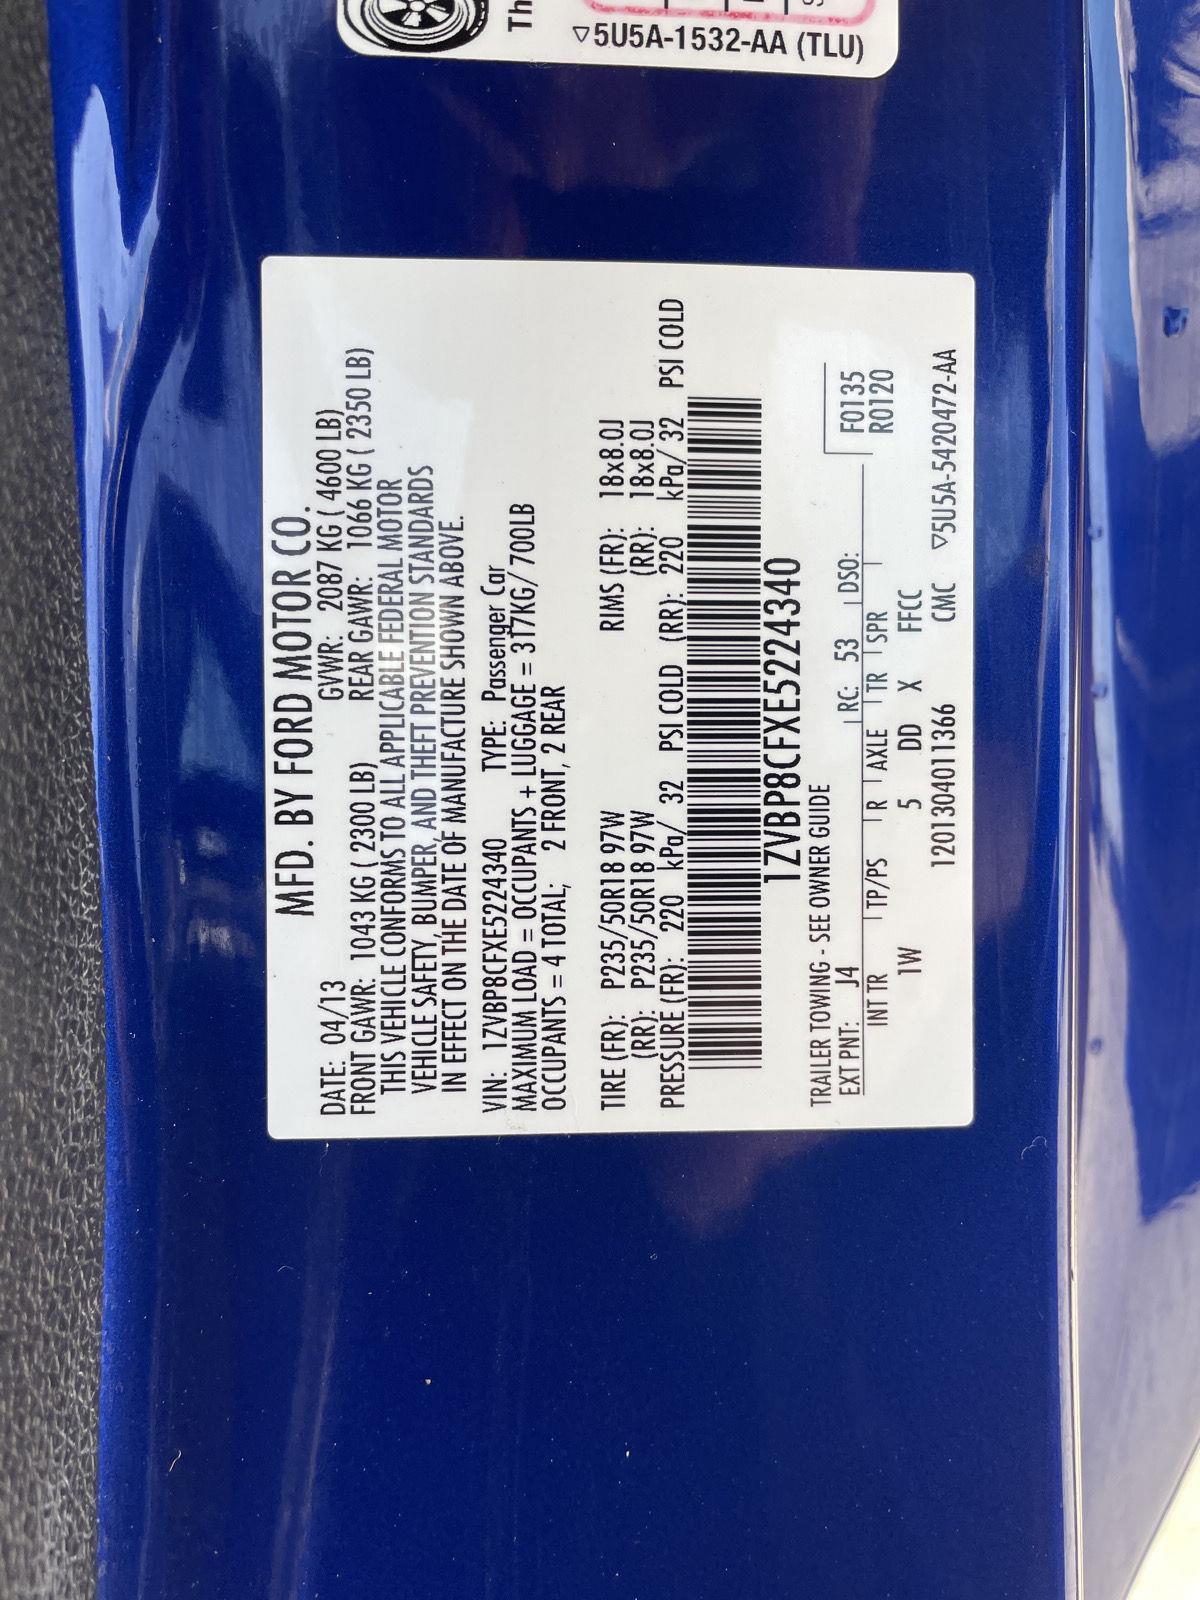 Th
▽5U5A-1532-AA (TLU)
MFD. BY FORD MOTOR CO.
DATE: 04/13 GVWR: 2087 KG ( 4600 LB)
FRONT GAWR: 1043 KG ( 2300 LB) REAR GAWR: 1066 KG ( 2350 LB)
THIS VEHICLE CONFORMS TO ALL APPLICABLE FEDERAL MOTOR
VEHICLE SAFETY, BUMPER, AND THEFT PREVENTION STANDARDS
IN EFFECT ON THE DATE OF MANUFACTURE SHOWN ABOVE.
VIN: 1ZVBP8CFXE5224340 TYPE: Passenger Car
MAXIMUM LOAD = OCCUPANTS + LUGGAGE = 317KG/700LB
OCCUPANTS = 4 TOTAL; 2 FRONT, 2 REAR
TIRE (FR): P235/50R18 97W RIMS (FR): 18x8.0J
(RR): P235/50R18 97W (RR): 18x8.0J
PRESSURE (FR): 220 kPa/ 32 PSI COLD (RR): 220 kPa/ 32 PSI COLD
1ZVBP8CFXE5224340
TRAILER TOWING - SEE OWNER GUIDE
EXT PNT: J4 RC: 53 DSO: F0135
INT TR TP/PS R AXLE TR SPR R0120
1W 5 DD X FFCC
1201304011366 CMC ▽5U5A-5420472-AA